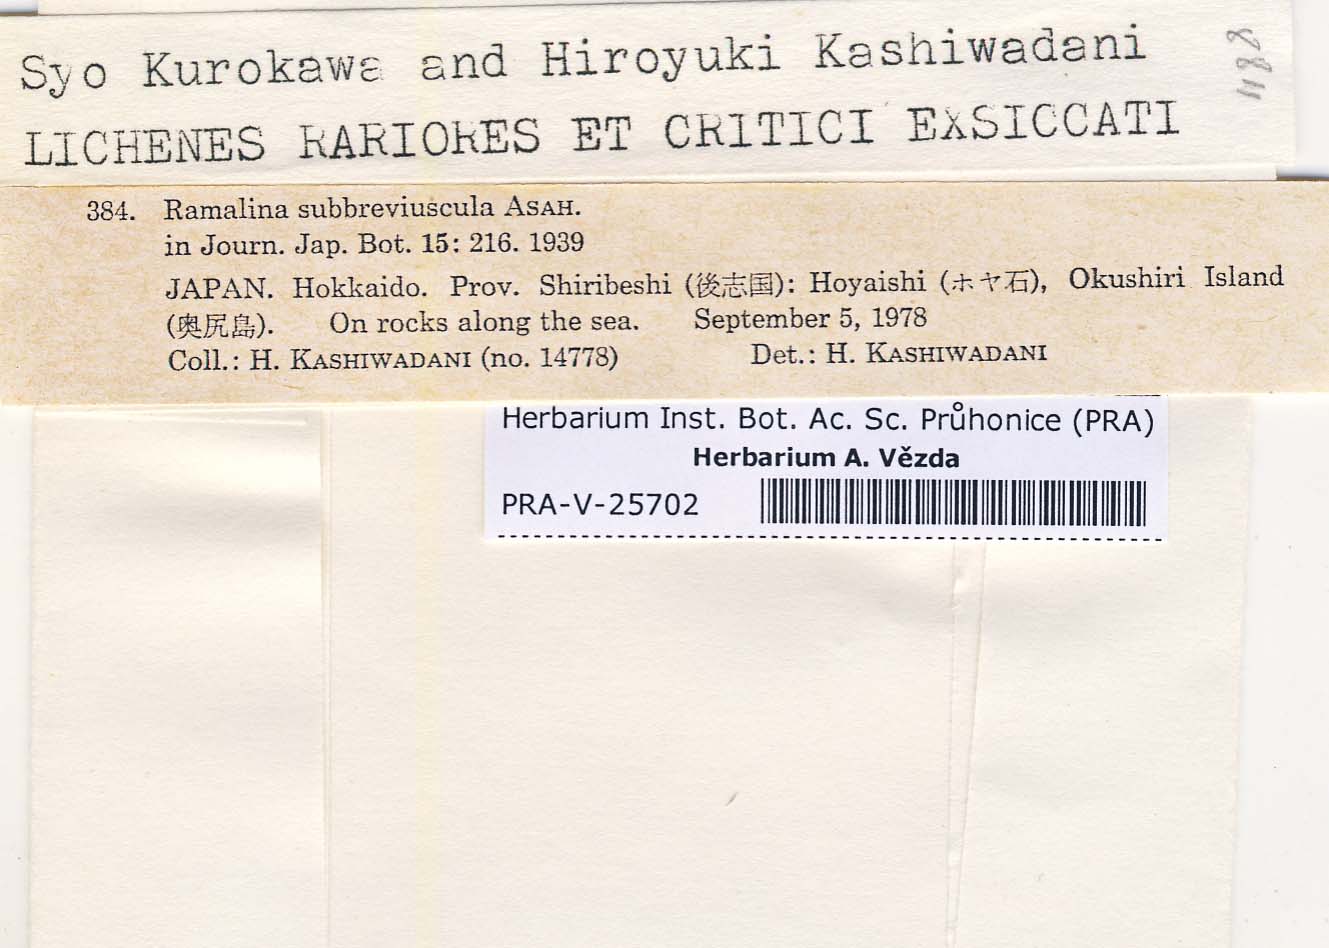 Syo Kurokawa and Hiroyuki Kashiwadani
LICHENES RARIORES ET CRITICI EXSICCATI
384. Ramalina subbreviuscula ASAH.
in Journ. Jap. Bot. 15: 216. 1939
JAPAN. Hokkaido. Prov. Shiribeshi (後志国): Hoyaishi (ホヤ石), Okushiri Island
(奥尻島). On rocks along the sea. September 5, 1978
Coll.: H. KASHIWADANI (no. 14778) Det.: H. KASHIWADANI
Herbarium Inst. Bot. Ac. Sc. Průhonice (PRA)
Herbarium A. Vězda
PRA-V-25702